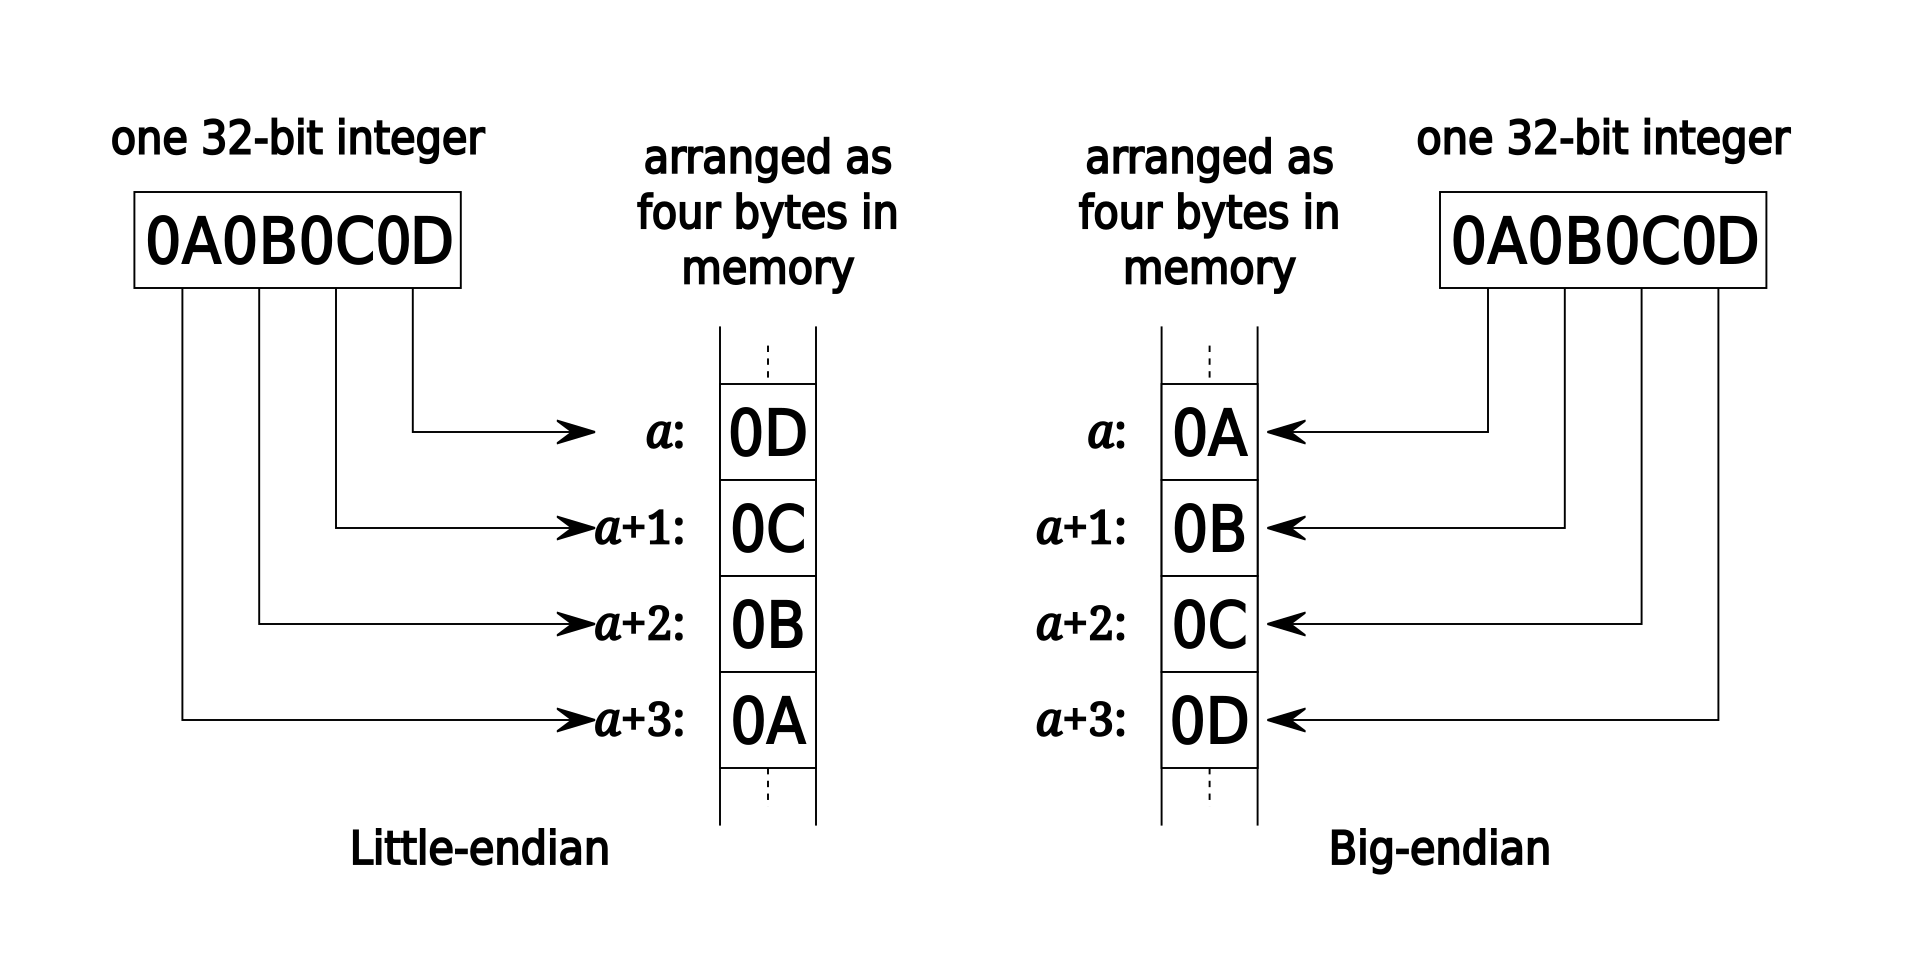 one 32-bit integer
0A0B0C0D
arranged as
four bytes in
memory
a: 0D
a+1: 0C
a+2: 0B
a+3: 0A
Little-endian
arranged as
four bytes in
memory
one 32-bit integer
0A0B0C0D
a: 0A
a+1: 0B
a+2: 0C
a+3: 0D
Big-endian